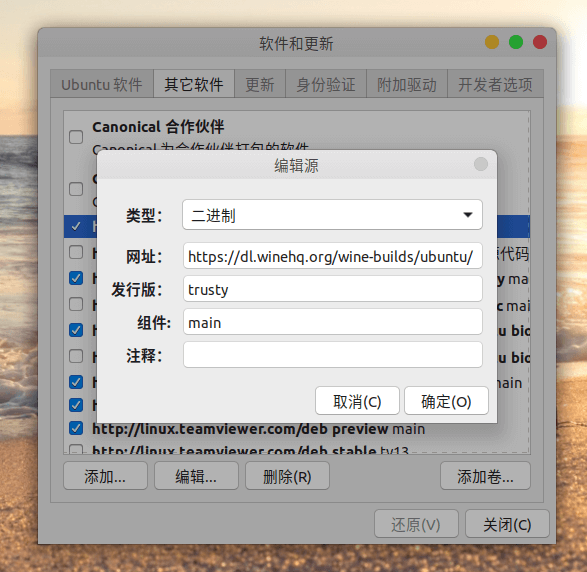 软件和更新
Ubuntu 软件 其它软件 更新 身份验证 附加驱动 开发者选项
Canonical 合作伙伴
Canonical 为合作伙伴打包的软件
编辑源
类型： 二进制
网址： https://dl.winehq.org/wine-builds/ubuntu/
发行版： trusty
组件: main
注释：
取消(C) 确定(O)
源代码
main
http://linux.teamviewer.com/deb preview main
http://linux.teamviewer.com/deb stable tv13
添加... 编辑... 删除(R) 添加卷...
还原(V) 关闭(C)